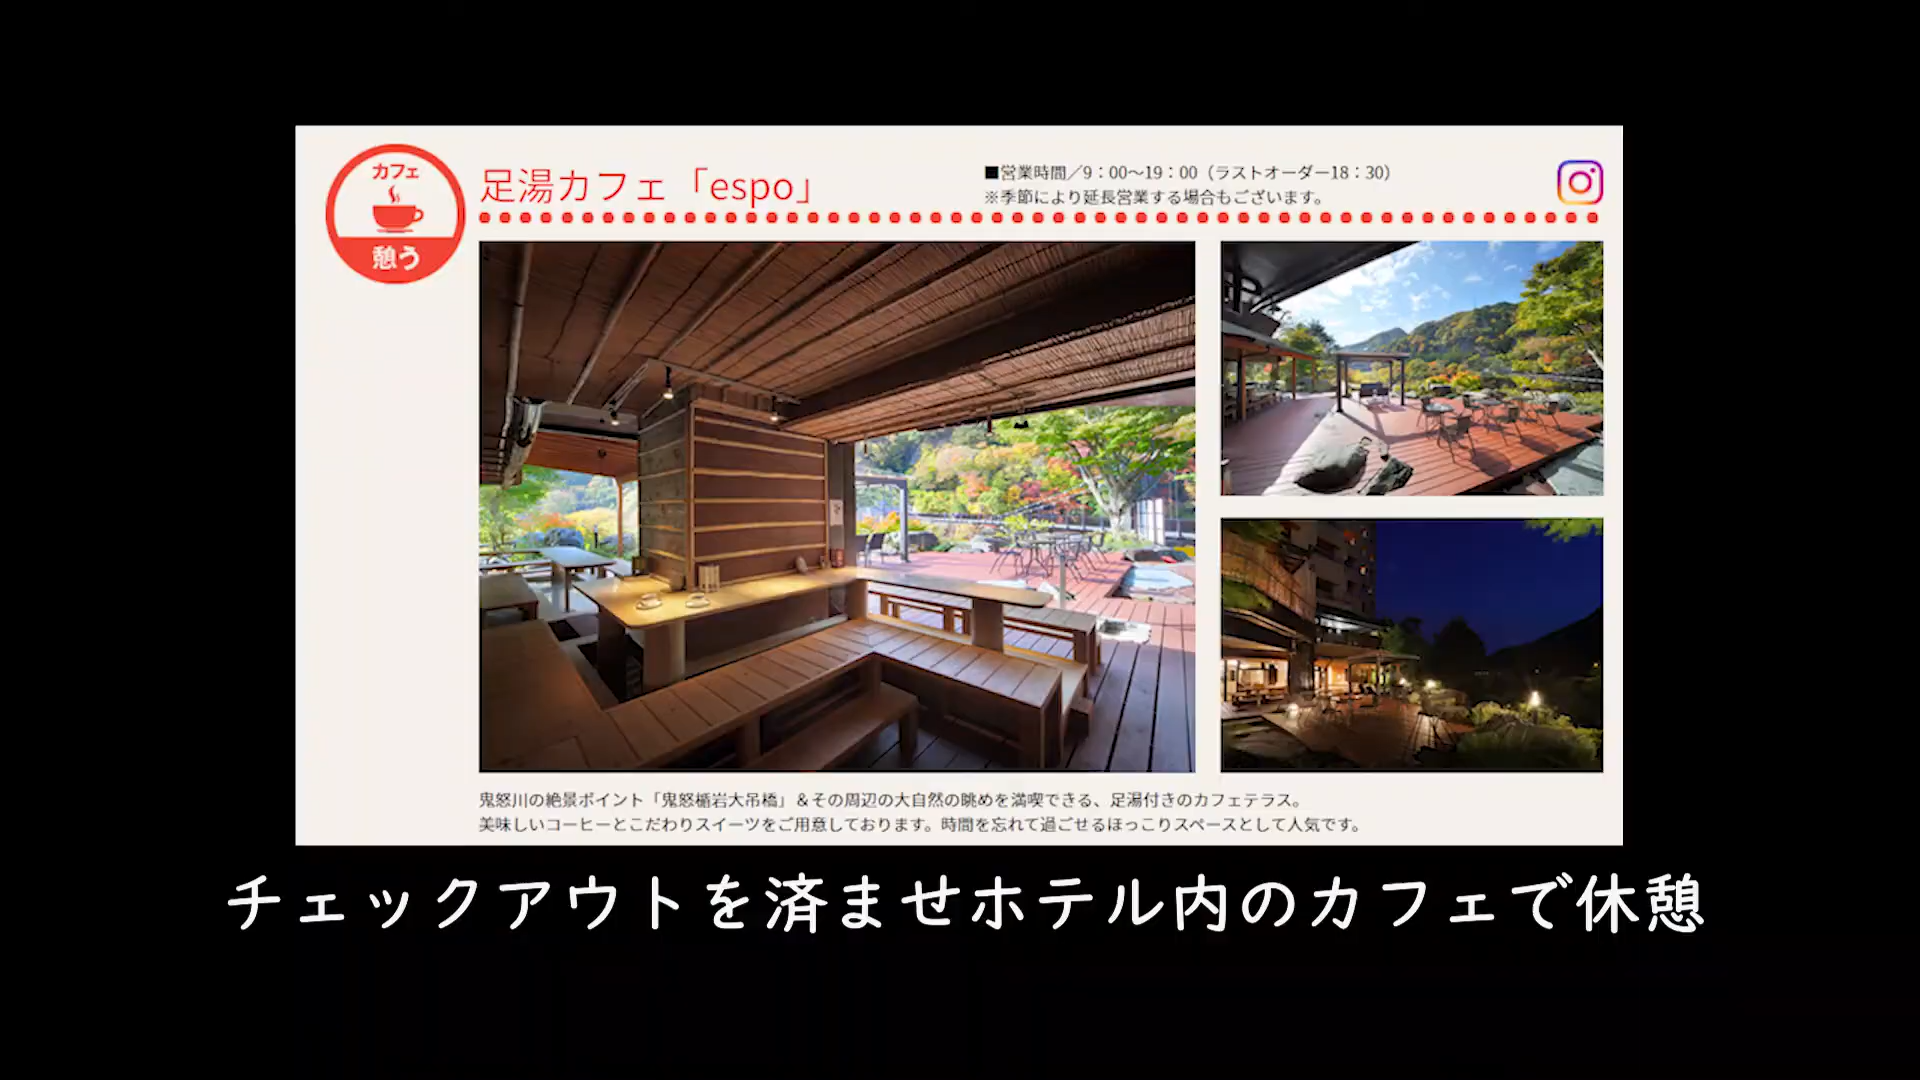 カフェ
憩う
足湯カフェ「espo」
■営業時間／9：00〜19：00（ラストオーダー18：30）
※季節により延長営業する場合もございます。
鬼怒川の絶景ポイント「鬼怒楯岩大吊橋」＆その周辺の大自然の眺めを満喫できる、足湯付きのカフェテラス。
美味しいコーヒーとこだわりスイーツをご用意しております。時間を忘れて過ごせるほっこりスペースとして人気です。
チェックアウトを済ませホテル内のカフェで休憩